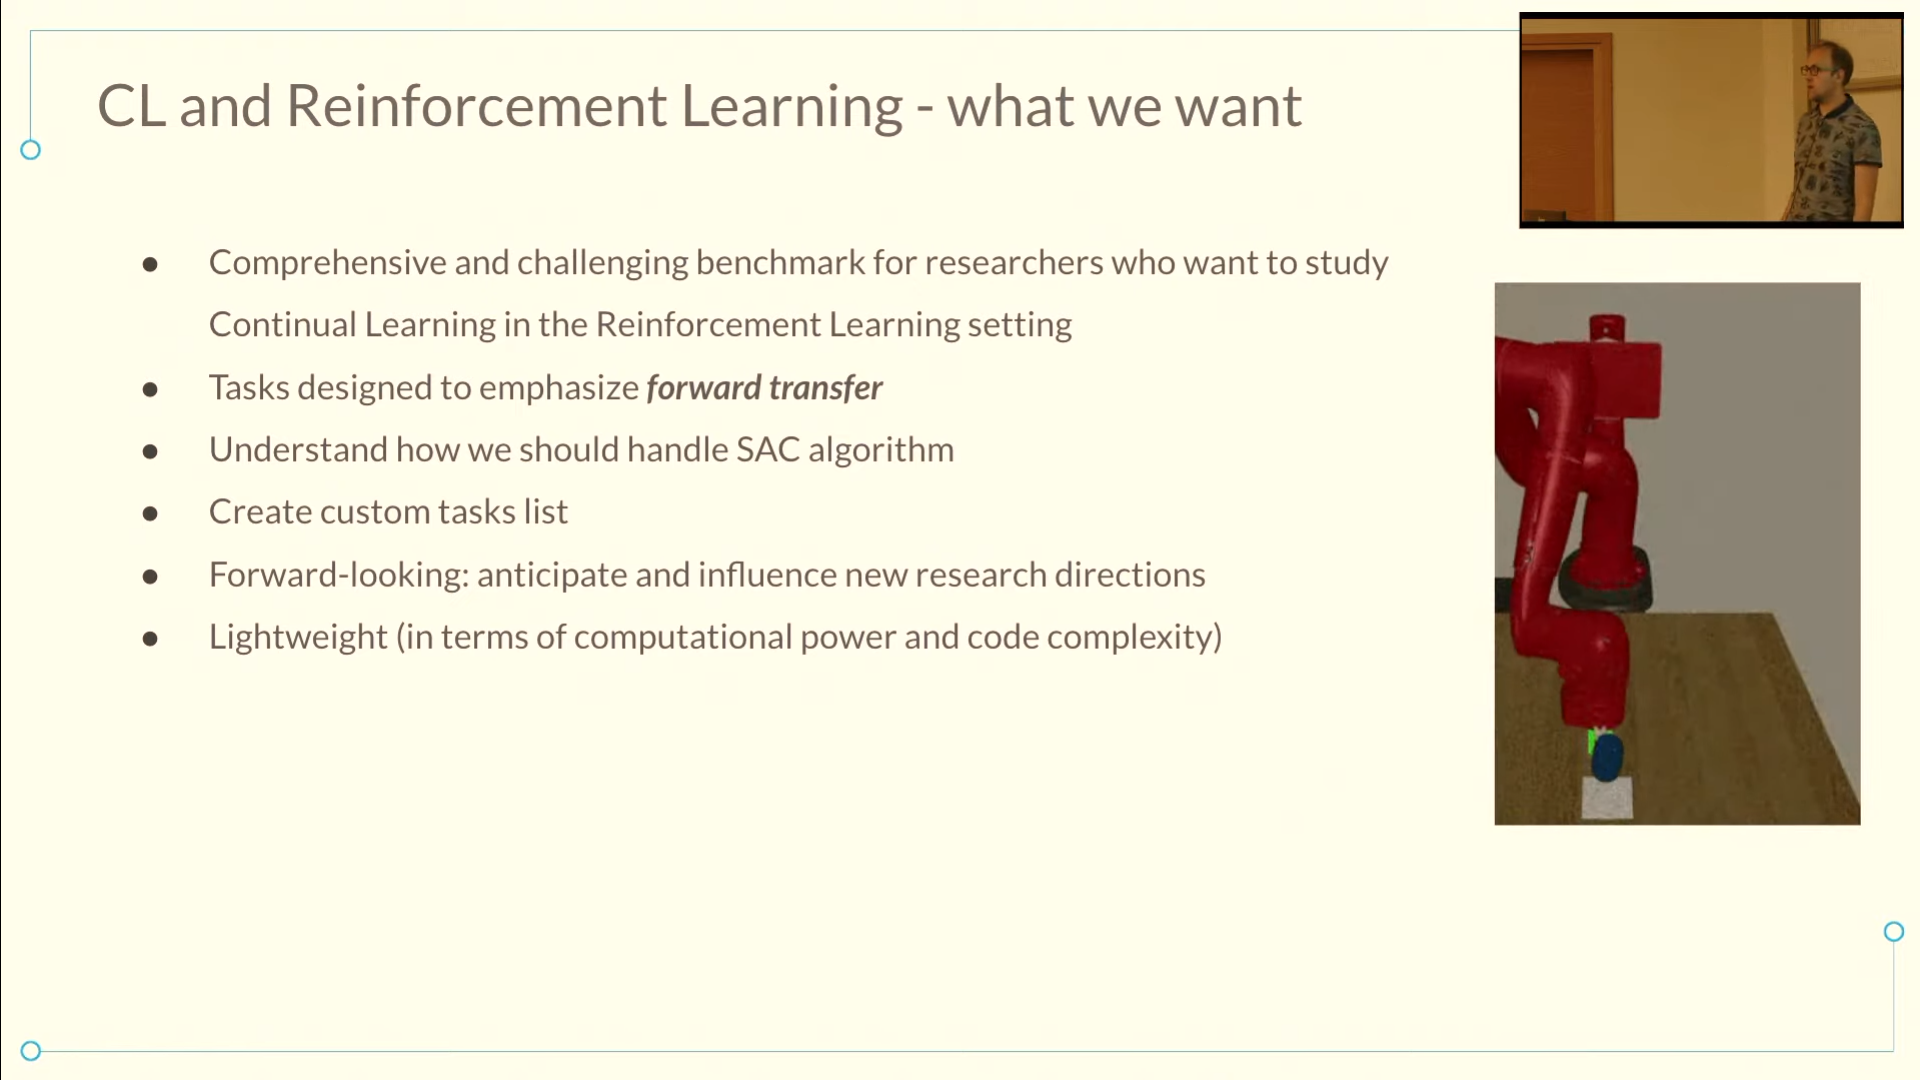 CL and Reinforcement Learning - what we want
● Comprehensive and challenging benchmark for researchers who want to study
Continual Learning in the Reinforcement Learning setting
● Tasks designed to emphasize forward transfer
● Understand how we should handle SAC algorithm
● Create custom tasks list
● Forward-looking: anticipate and influence new research directions
● Lightweight (in terms of computational power and code complexity)